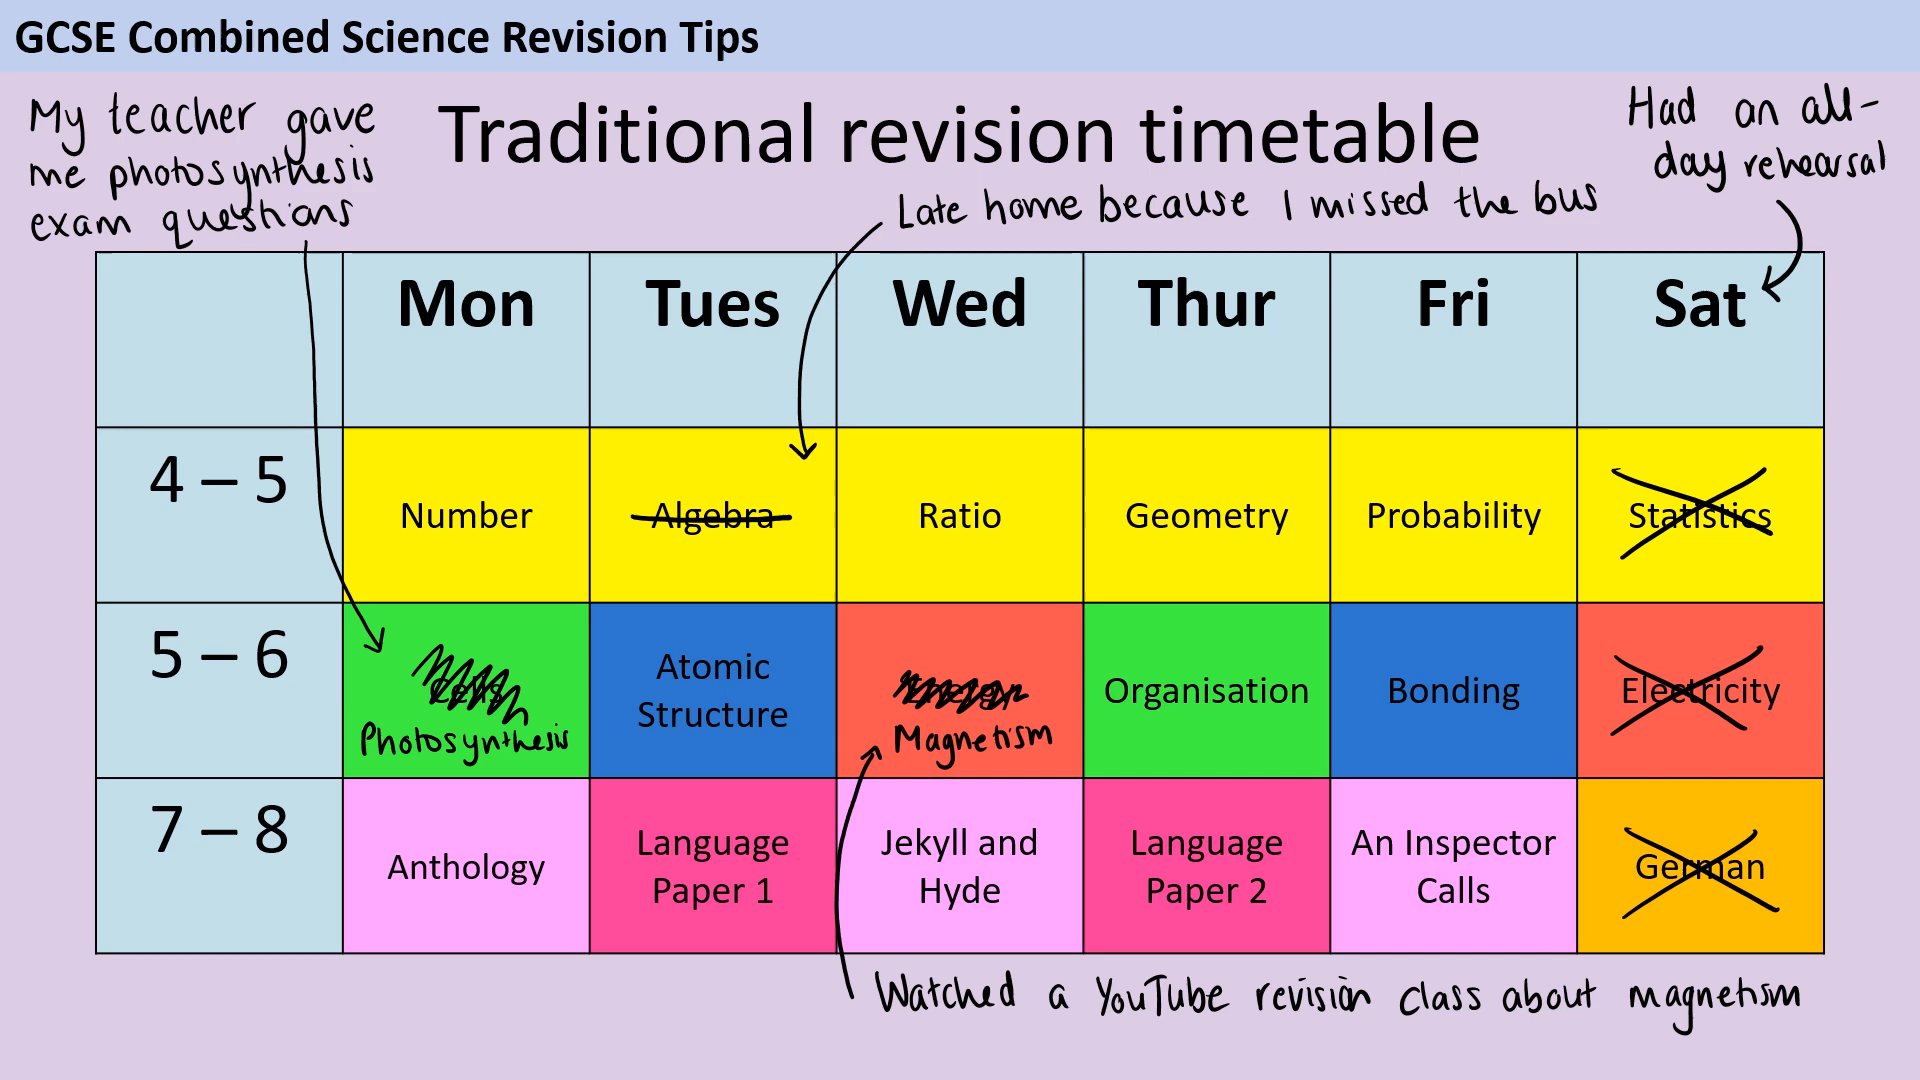 GCSE Combined Science Revision Tips
My teacher gave
me photosynthesis
exam questions
Traditional revision timetable
Had an all-
day rehearsal
Late home because I missed the bus
Mon Tues Wed Thur Fri Sat
4 – 5 Number Algebra Ratio Geometry Probability Statistics
5 – 6 Cells Photosynthesis Atomic Structure Energy Magnetism Organisation Bonding Electricity
7 – 8 Anthology Language Paper 1 Jekyll and Hyde Language Paper 2 An Inspector Calls German
Watched a YouTube revision class about magnetism